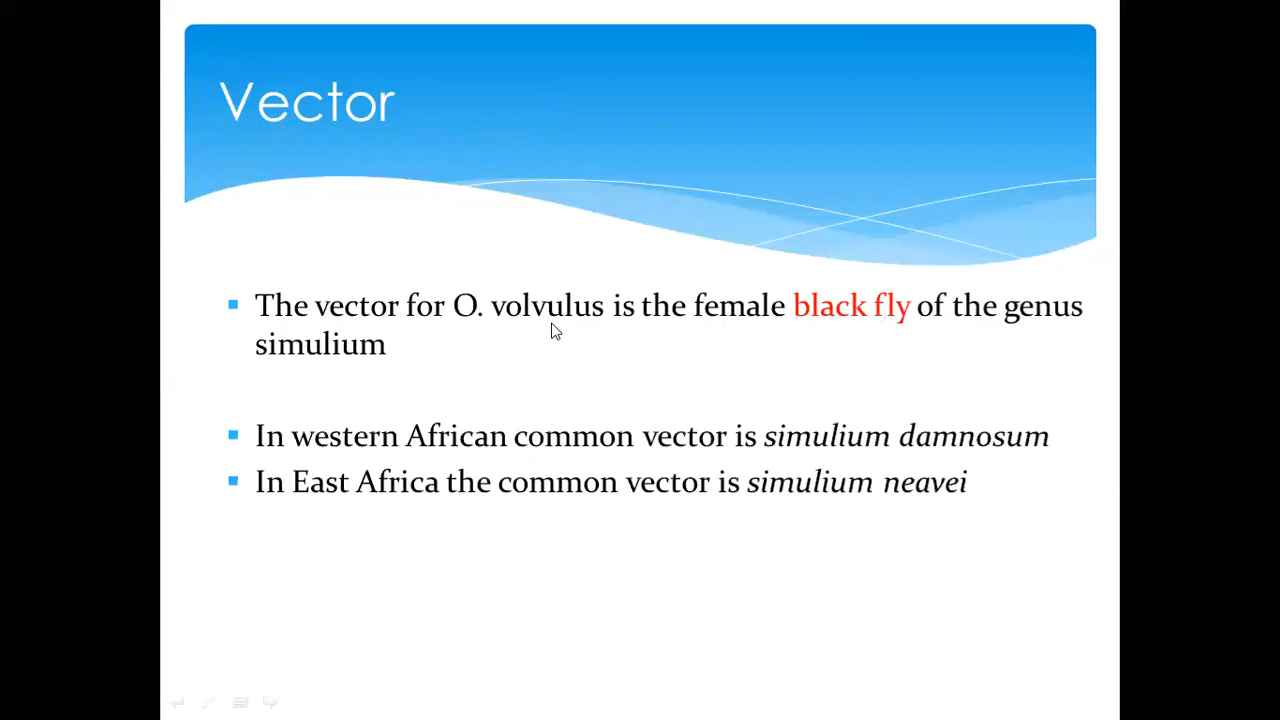 Vector
The vector for O. volvulus is the female black fly of the genus
simulium
In western African common vector is simulium damnosum
In East Africa the common vector is simulium neavei